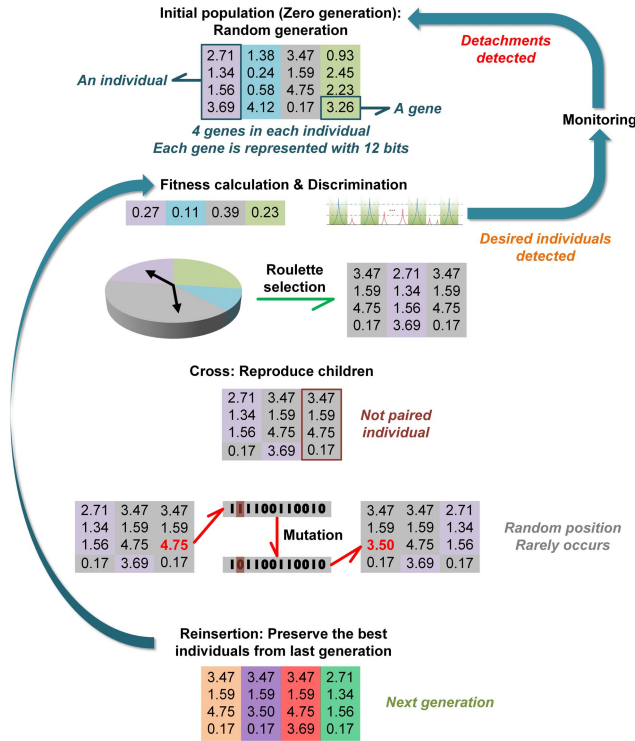 Initial population (Zero generation):
Random generation
Detachments
detected
2.71 1.38 3.47 0.93
1.34 0.24 1.59 2.45
1.56 0.58 4.75 2.23
3.69 4.12 0.17 3.26
An individual
A gene
4 genes in each individual
Each gene is represented with 12 bits
Monitoring
Fitness calculation & Discrimination
0.27 0.11 0.39 0.23
...
Desired individuals
detected
Roulette
selection
3.47 2.71 3.47
1.59 1.34 1.59
4.75 1.56 4.75
0.17 3.69 0.17
Cross: Reproduce children
2.71 3.47 3.47
1.34 1.59 1.59
1.56 4.75 4.75
0.17 3.69 0.17
Not paired
individual
2.71 3.47 3.47
1.34 1.59 1.59
1.56 4.75 4.75
0.17 3.69 0.17
111100110010
Mutation
101100110010
3.47 3.47 2.71
1.59 1.59 1.34
3.50 4.75 1.56
0.17 3.69 0.17
Random position
Rarely occurs
Reinsertion: Preserve the best
individuals from last generation
3.47 3.47 3.47 2.71
1.59 1.59 1.59 1.34
4.75 3.50 4.75 1.56
0.17 0.17 3.69 0.17
Next generation